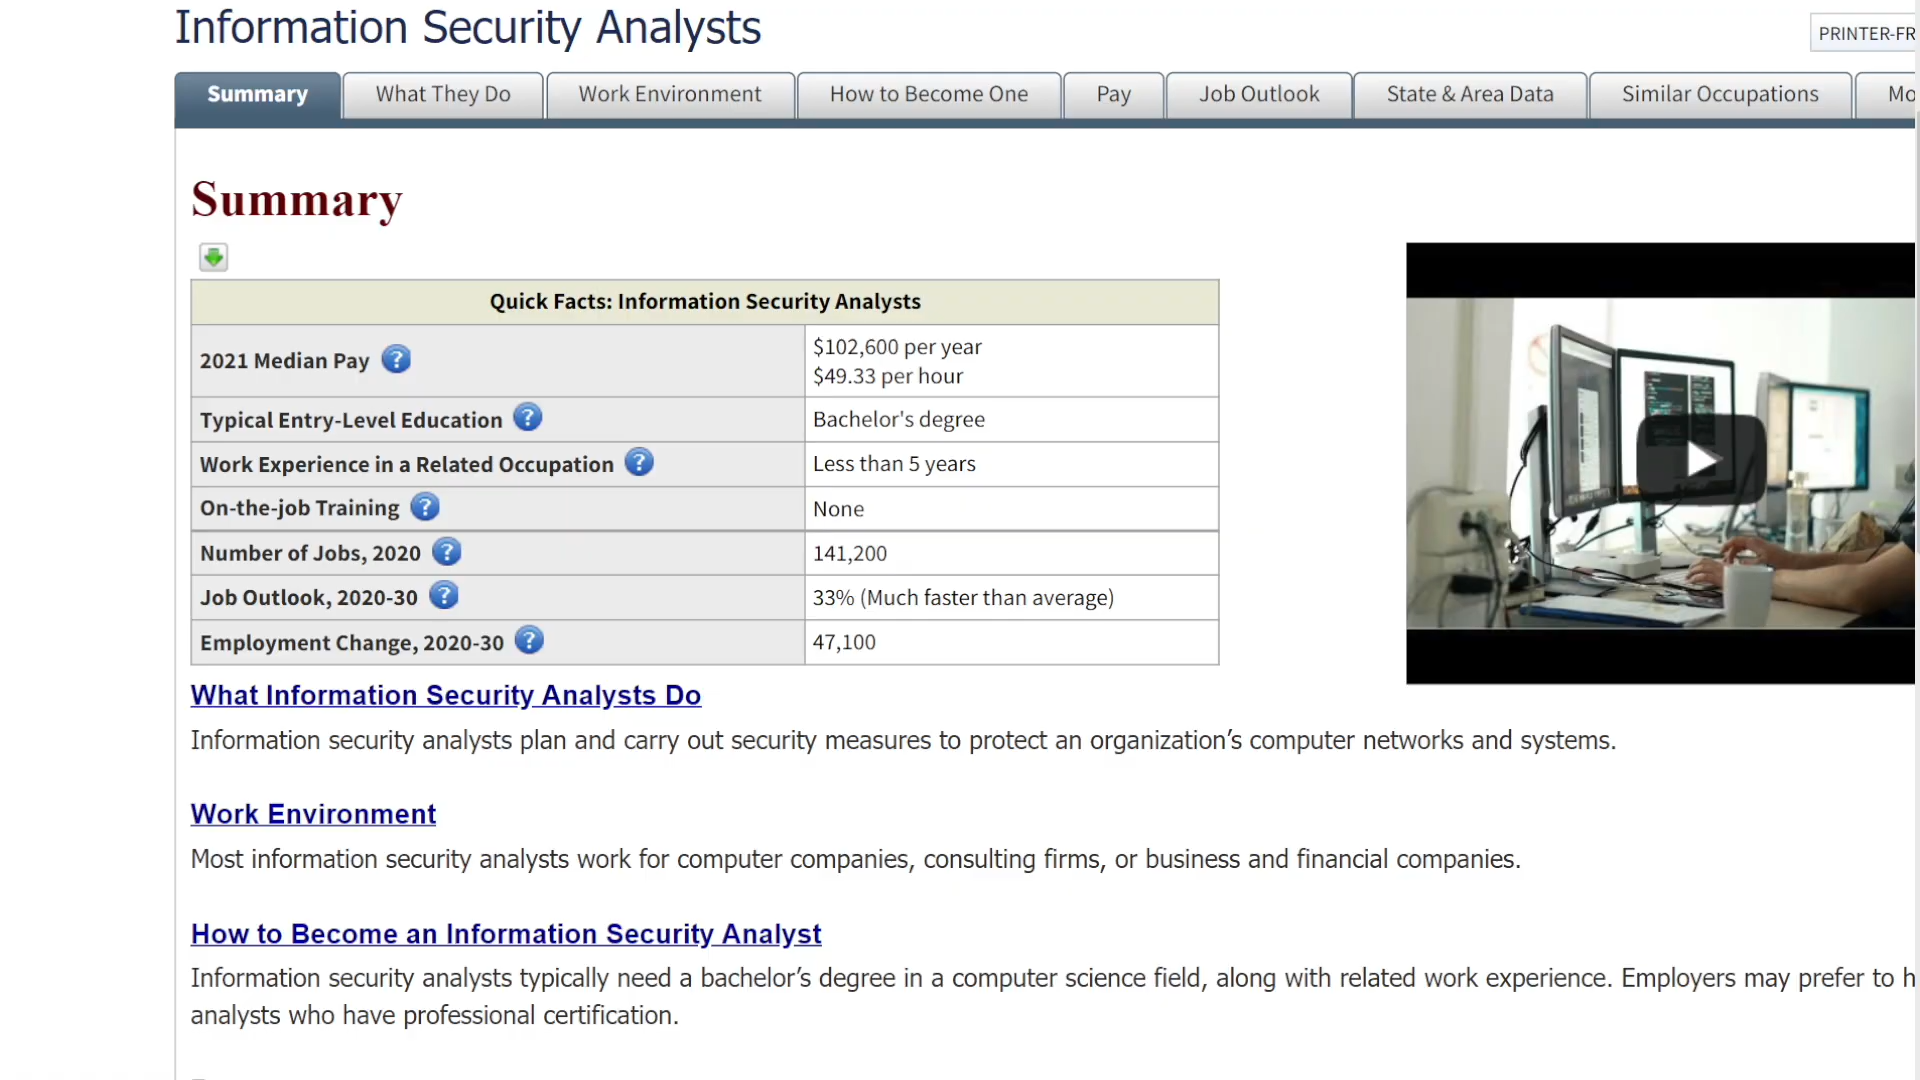 Information Security Analysts
PRINTER-FR
Summary
What They Do
Work Environment
How to Become One
Pay
Job Outlook
State & Area Data
Similar Occupations
Mo
Summary
Quick Facts: Information Security Analysts
2021 Median Pay
$102,600 per year
$49.33 per hour
Typical Entry-Level Education
Bachelor's degree
Work Experience in a Related Occupation
Less than 5 years
On-the-job Training
None
Number of Jobs, 2020
141,200
Job Outlook, 2020-30
33% (Much faster than average)
Employment Change, 2020-30
47,100
What Information Security Analysts Do
Information security analysts plan and carry out security measures to protect an organization’s computer networks and systems.
Work Environment
Most information security analysts work for computer companies, consulting firms, or business and financial companies.
How to Become an Information Security Analyst
Information security analysts typically need a bachelor’s degree in a computer science field, along with related work experience. Employers may prefer to h
analysts who have professional certification.